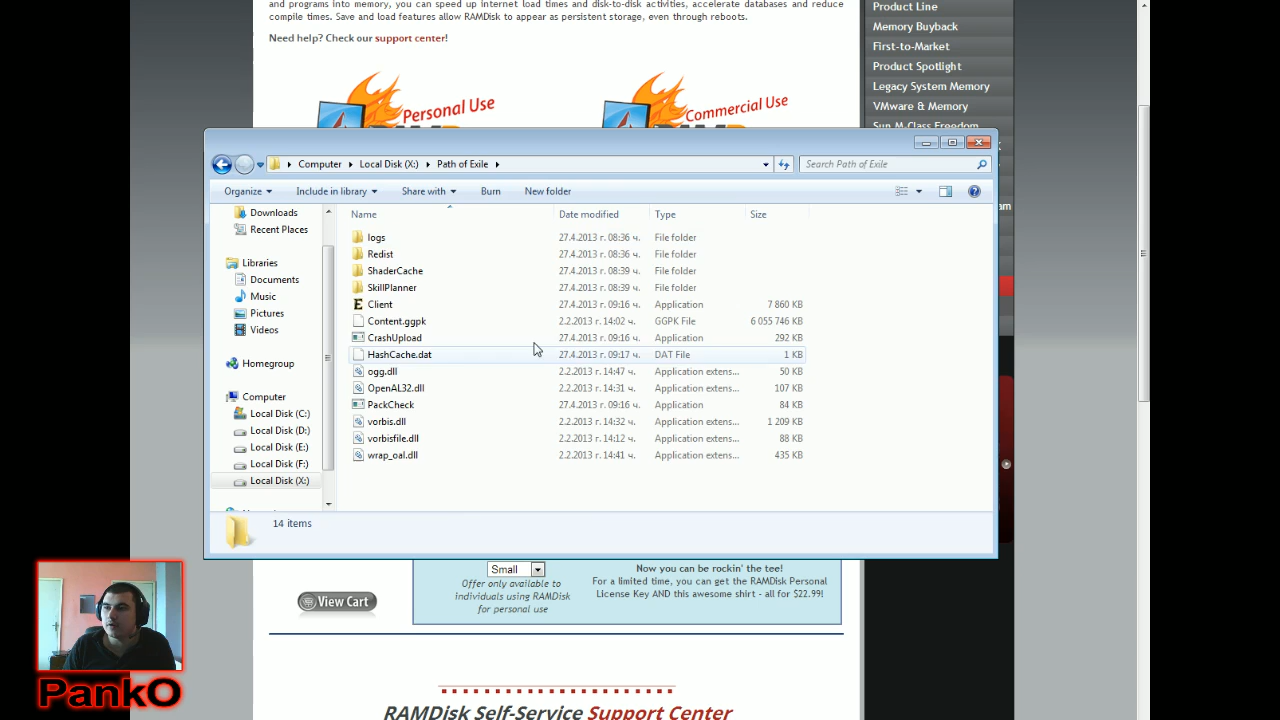 and programs into memory, you can speed up internet load times and disk-to-disk activities, accelerate databases and reduce
compile times. Save and load features allow RAMDisk to appear as persistent storage, even through reboots.
Need help? Check our support center!
Personal Use
Commercial Use
Product Line
Memory Buyback
First-to-Market
Product Spotlight
Legacy System Memory
VMware & Memory
Sun M-Class Freedom
Computer Local Disk (X:) Path of Exile
Search Path of Exile
Organize Include in library Share with Burn New folder
Name Date modified Type Size
Downloads
Recent Places
Libraries
Documents
Music
Pictures
Videos
Homegroup
Computer
Local Disk (C:)
Local Disk (D:)
Local Disk (E:)
Local Disk (F:)
Local Disk (X:)
logs 27.4.2013 г. 08:36 ч. File folder
Redist 27.4.2013 г. 08:36 ч. File folder
ShaderCache 27.4.2013 г. 08:39 ч. File folder
SkillPlanner 27.4.2013 г. 08:39 ч. File folder
Client 27.4.2013 г. 09:16 ч. Application 7 860 KB
Content.ggpk 2.2.2013 г. 14:02 ч. GGPK File 6 055 746 KB
CrashUpload 27.4.2013 г. 09:16 ч. Application 292 KB
HashCache.dat 27.4.2013 г. 09:17 ч. DAT File 1 KB
ogg.dll 2.2.2013 г. 14:47 ч. Application extens... 50 KB
OpenAL32.dll 2.2.2013 г. 14:31 ч. Application extens... 107 KB
PackCheck 27.4.2013 г. 09:16 ч. Application 84 KB
vorbis.dll 2.2.2013 г. 14:32 ч. Application extens... 1 209 KB
vorbisfile.dll 2.2.2013 г. 14:12 ч. Application extens... 88 KB
wrap_oal.dll 2.2.2013 г. 14:41 ч. Application extens... 435 KB
14 items
Small
Offer only available to
individuals using RAMDisk
for personal use
Now you can be rockin' the tee!
For a limited time, you can get the RAMDisk Personal
License Key AND this awesome shirt - all for $22.99!
View Cart
RAMDisk Self-Service Support Center
PankO